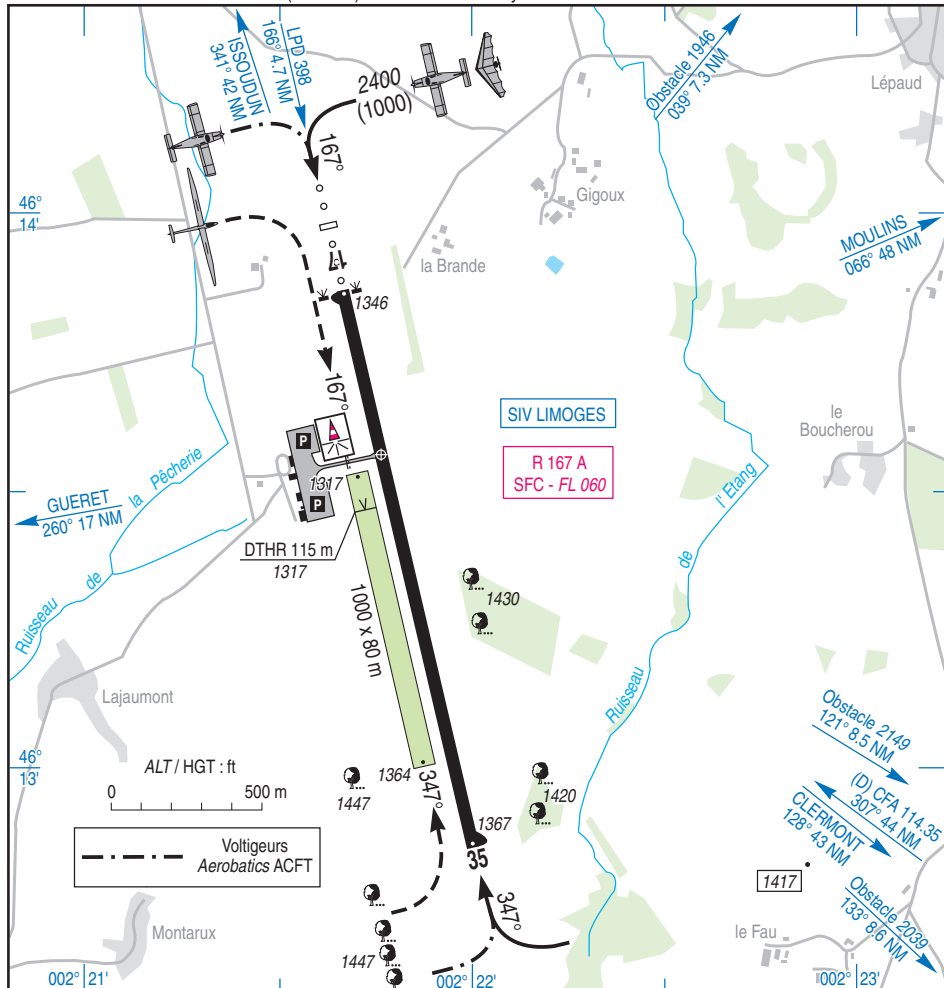 ISSOUDUN
341° 42 NM
LPD 398
166° 4.7 NM
2400
(1000)
Obstacle 1946
039° 7.3 NM
Lépaud
167°
Gigoux
46°
14'
MOULINS
066° 48 NM
la Brande
17
1346
167°
SIV LIMOGES
le
Boucherou
R 167 A
SFC - FL 060
P
1317
P
GUERET
260° 17 NM
la Pêcherie
de
Ruisseau
l' Etang
de
Ruisseau
DTHR 115 m
1317
1000 x 80 m
1430
Lajaumont
Obstacle 2149
121° 8.5 NM
46°
13'
ALT / HGT : ft
0 500 m
1364
1447
347°
1420
1367
35
(D) CFA 114.35
307° 44 NM
CLERMONT
128° 43 NM
Voltigeurs
Aerobatics ACFT
1417
347°
Obstacle 2039
133° 8.6 NM
Montarux
1447
le Fau
002° 21'
002° 22'
002° 23'